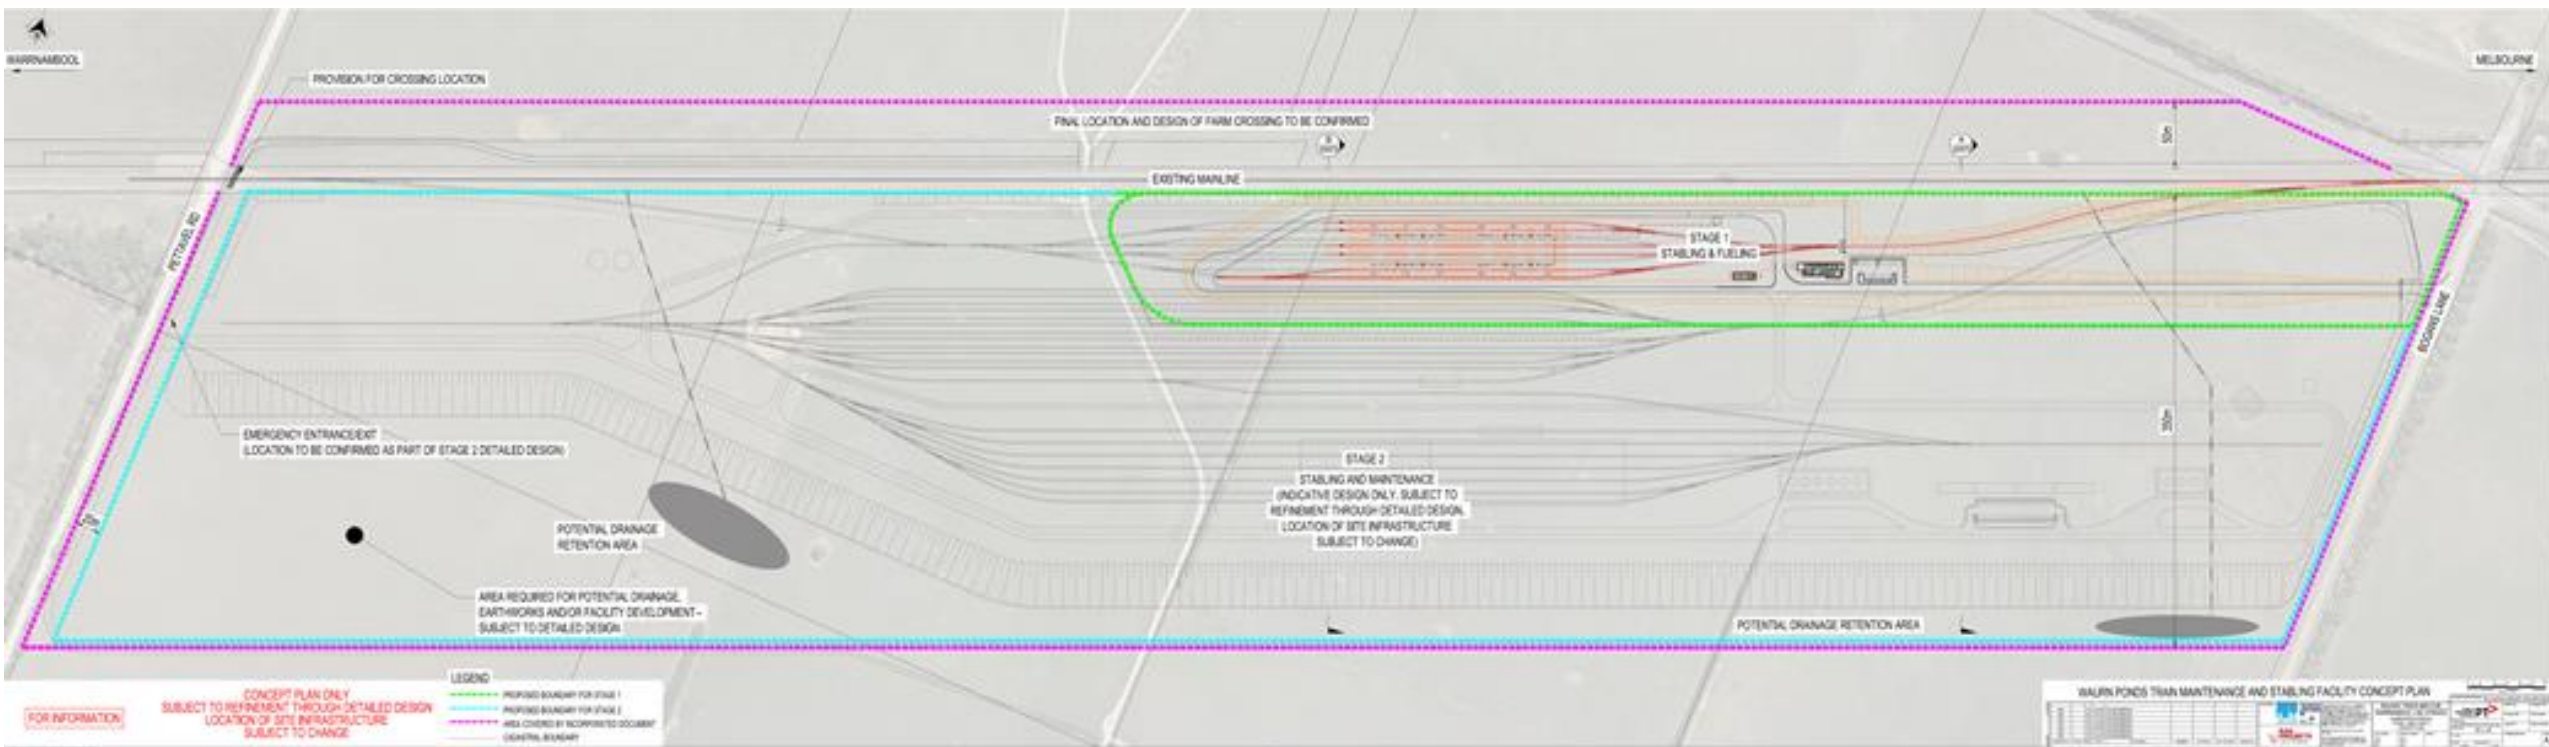 WARRNAMBOOL
MELBOURNE
PROVISION FOR CROSSING LOCATION
FINAL LOCATION AND DESIGN OF FARM CROSSING TO BE CONFIRMED
50m
EXISTING MAINLINE
PETTAVEL RD
STAGE 1
STABLING & FUELING
BOGANS LANE
350m
EMERGENCY ENTRANCE/EXIT
(LOCATION TO BE CONFIRMED AS PART OF STAGE 2 DETAILED DESIGN)
STAGE 2
STABLING AND MAINTENANCE
(INDICATIVE DESIGN ONLY. SUBJECT TO
REFINEMENT THROUGH DETAILED DESIGN.
LOCATION OF SITE INFRASTRUCTURE
SUBJECT TO CHANGE)
20m
POTENTIAL DRAINAGE
RETENTION AREA
AREA REQUIRED FOR POTENTIAL DRAINAGE,
EARTHWORKS AND/OR FACILITY DEVELOPMENT –
SUBJECT TO DETAILED DESIGN
POTENTIAL DRAINAGE RETENTION AREA
FOR INFORMATION
CONCEPT PLAN ONLY
SUBJECT TO REFINEMENT THROUGH DETAILED DESIGN
LOCATION OF SITE INFRASTRUCTURE
SUBJECT TO CHANGE
LEGEND
PROPOSED BOUNDARY FOR STAGE 1
PROPOSED BOUNDARY FOR STAGE 2
AREA COVERED BY INCORPORATED DOCUMENT
CADASTRAL BOUNDARY
WAURN PONDS TRAIN MAINTENANCE AND STABLING FACILITY CONCEPT PLAN